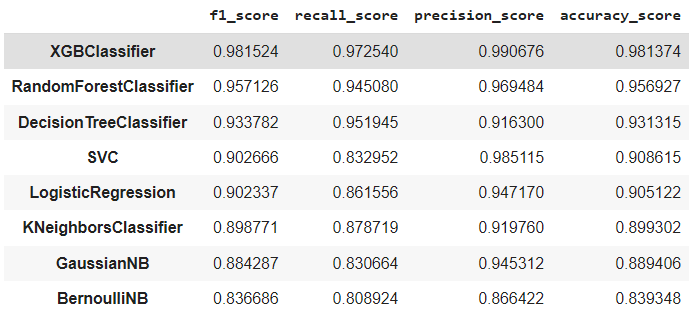 f1_score recall_score precision_score accuracy_score
XGBClassifier 0.981524 0.972540 0.990676 0.981374
RandomForestClassifier 0.957126 0.945080 0.969484 0.956927
DecisionTreeClassifier 0.933782 0.951945 0.916300 0.931315
SVC 0.902666 0.832952 0.985115 0.908615
LogisticRegression 0.902337 0.861556 0.947170 0.905122
KNeighborsClassifier 0.898771 0.878719 0.919760 0.899302
GaussianNB 0.884287 0.830664 0.945312 0.889406
BernoulliNB 0.836686 0.808924 0.866422 0.839348